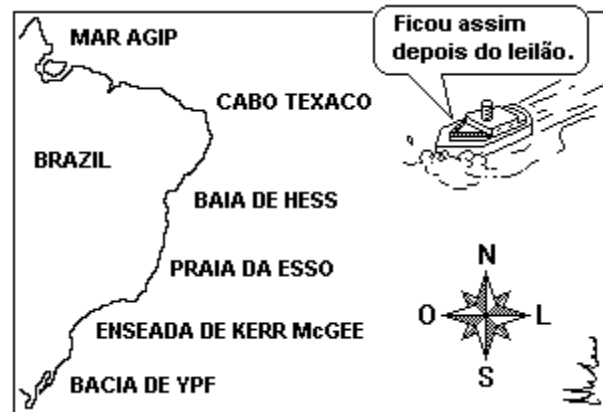 MAR AGIP
Ficou assim
depois do leilão.
CABO TEXACO
BRAZIL
BAIA DE HESS
PRAIA DA ESSO
N
O
L
S
ENSEADA DE KERR McGEE
BACIA DE YPF